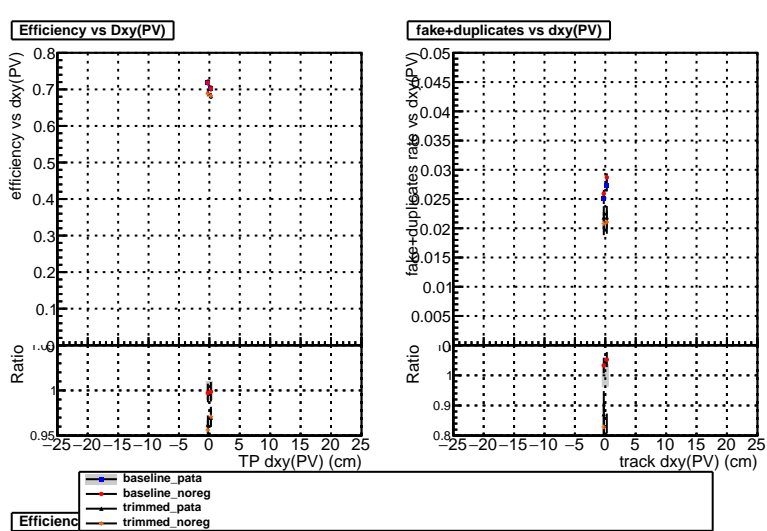 Efficiency vs Dxy(PV)
efficiency vs dxy(PV)
0.8
0.7
0.6
0.5
0.4
0.3
0.2
0.1
Ratio
1
0.95
−25 −20 −15 −10 −5 0 5 10 15 20 25
TP dxy(PV) (cm)
fake+duplicates vs dxy(PV)
fake+duplicates rate vs dxy(PV)
0.05
0.045
0.04
0.035
0.03
0.025
0.02
0.015
0.01
0.005
Ratio
1
0.9
0.8
−25 −20 −15 −10 −5 0 5 10 15 20 25
track dxy(PV) (cm)
baseline_pata
baseline_noreg
trimmed_pata
trimmed_noreg
Efficienc